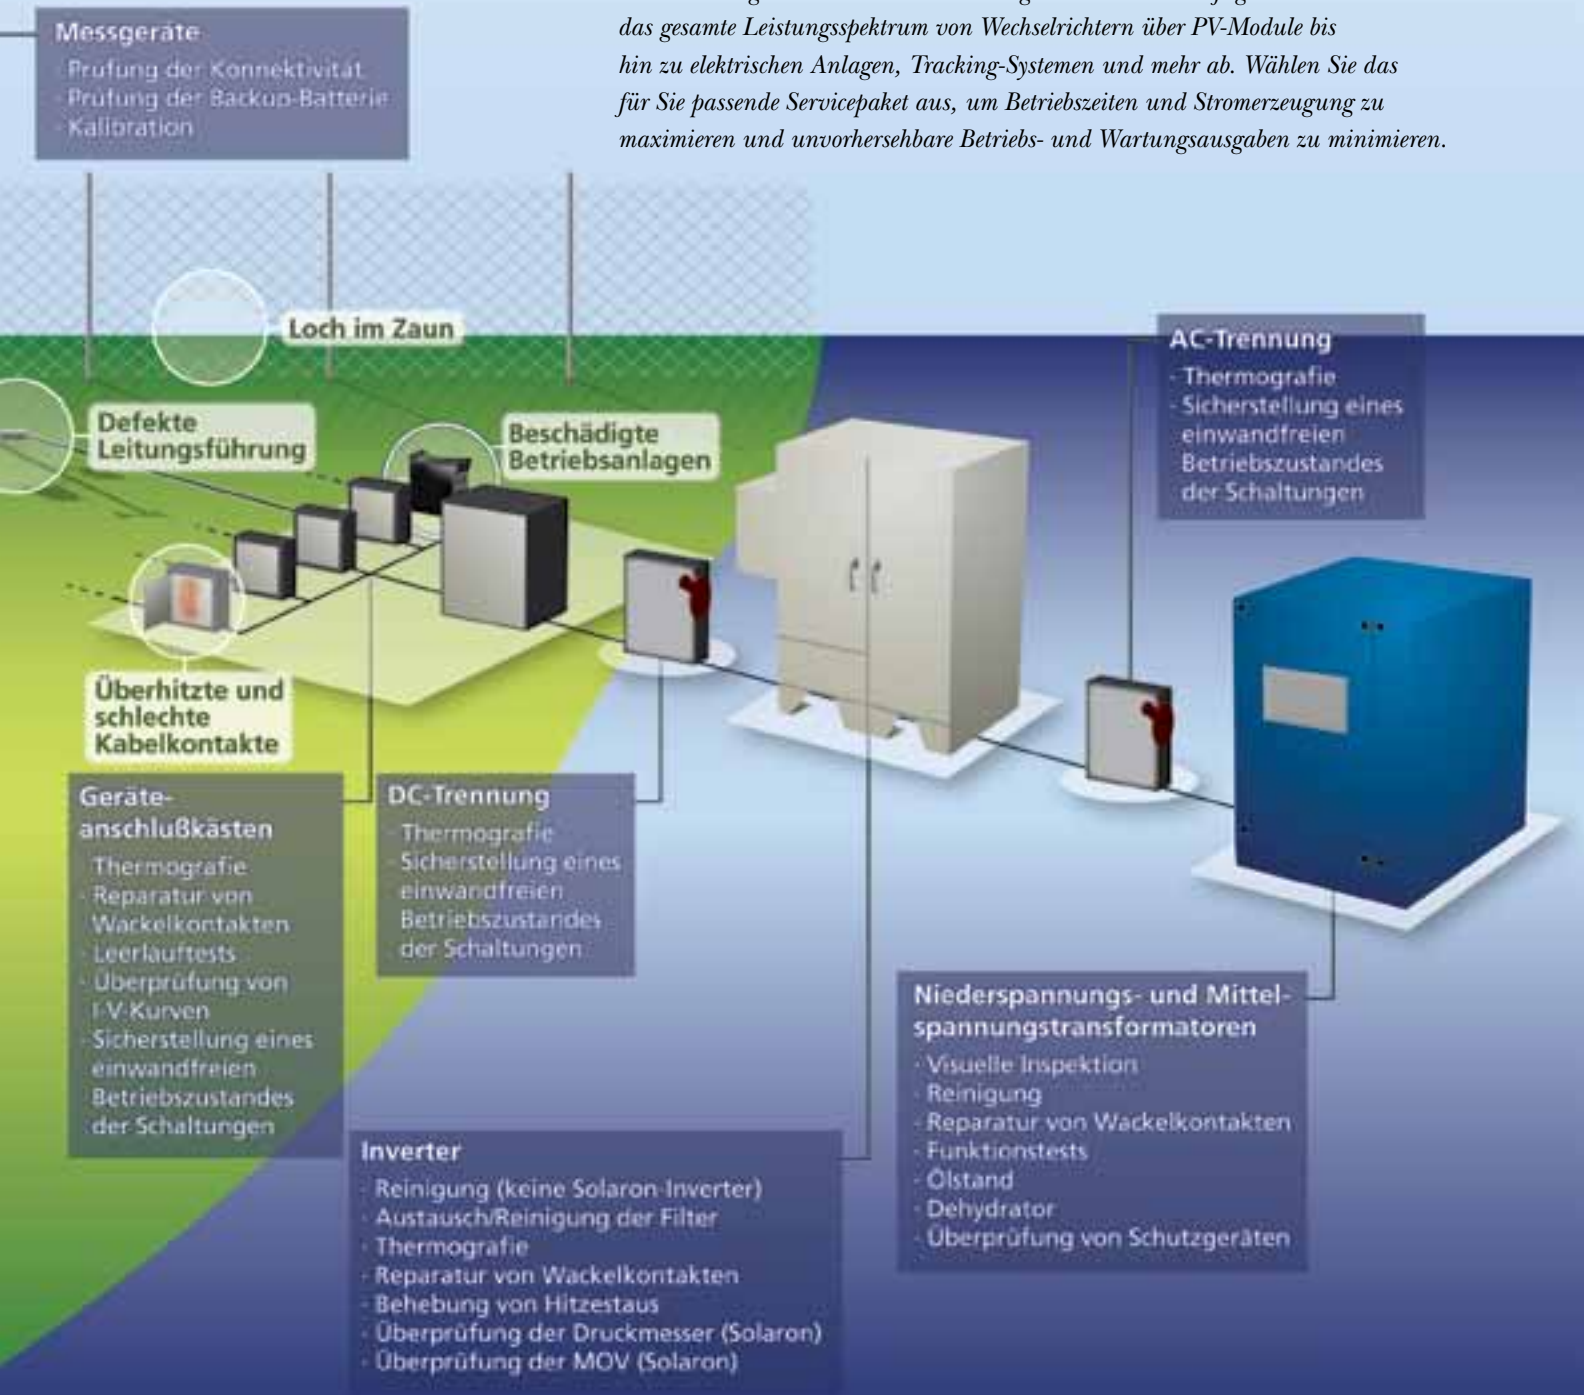 das gesamte Leistungsspektrum von Wechselrichtern über PV-Module bis
hin zu elektrischen Anlagen, Tracking-Systemen und mehr ab. Wählen Sie das
für Sie passende Servicepaket aus, um Betriebszeiten und Stromerzeugung zu
maximieren und unvorhersehbare Betriebs- und Wartungsausgaben zu minimieren.
Messgeräte
· Prüfung der Konnektivität
· Prüfung der Backup-Batterie
· Kalibration
Loch im Zaun
Defekte
Leitungsführung
Beschädigte
Betriebsanlagen
AC-Trennung
· Thermografie
· Sicherstellung eines
einwandfreien
Betriebszustandes
der Schaltungen
Überhitzte und
schlechte
Kabelkontakte
Geräte-
anschlußkästen
· Thermografie
· Reparatur von
Wackelkontakten
· Leerlauftests
· Überprüfung von
I-V-Kurven
· Sicherstellung eines
einwandfreien
Betriebszustandes
der Schaltungen
DC-Trennung
· Thermografie
· Sicherstellung eines
einwandfreien
Betriebszustandes
der Schaltungen
Niederspannungs- und Mittel-
spannungstransformatoren
· Visuelle Inspektion
· Reinigung
· Reparatur von Wackelkontakten
· Funktionstests
· Ölstand
· Dehydrator
· Überprüfung von Schutzgeräten
Inverter
· Reinigung (keine Solaron-Inverter)
· Austausch/Reinigung der Filter
· Thermografie
· Reparatur von Wackelkontakten
· Behebung von Hitzestaus
· Überprüfung der Druckmesser (Solaron)
· Überprüfung der MOV (Solaron)